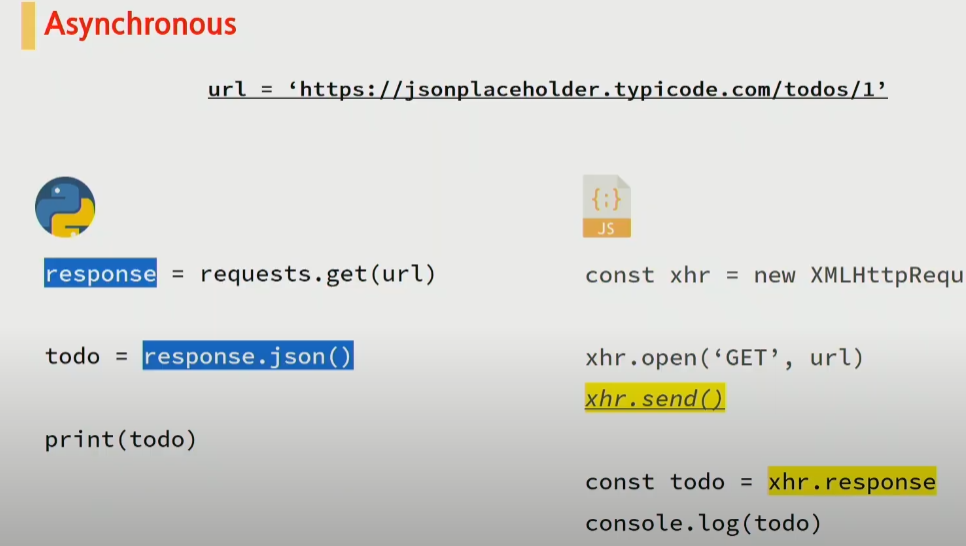 Asynchronous
url = ‘https://jsonplaceholder.typicode.com/todos/1’
response = requests.get(url)
todo = response.json()
print(todo)
JS
const xhr = new XMLHttpRequ
xhr.open(‘GET’, url)
xhr.send()
const todo = xhr.response
console.log(todo)